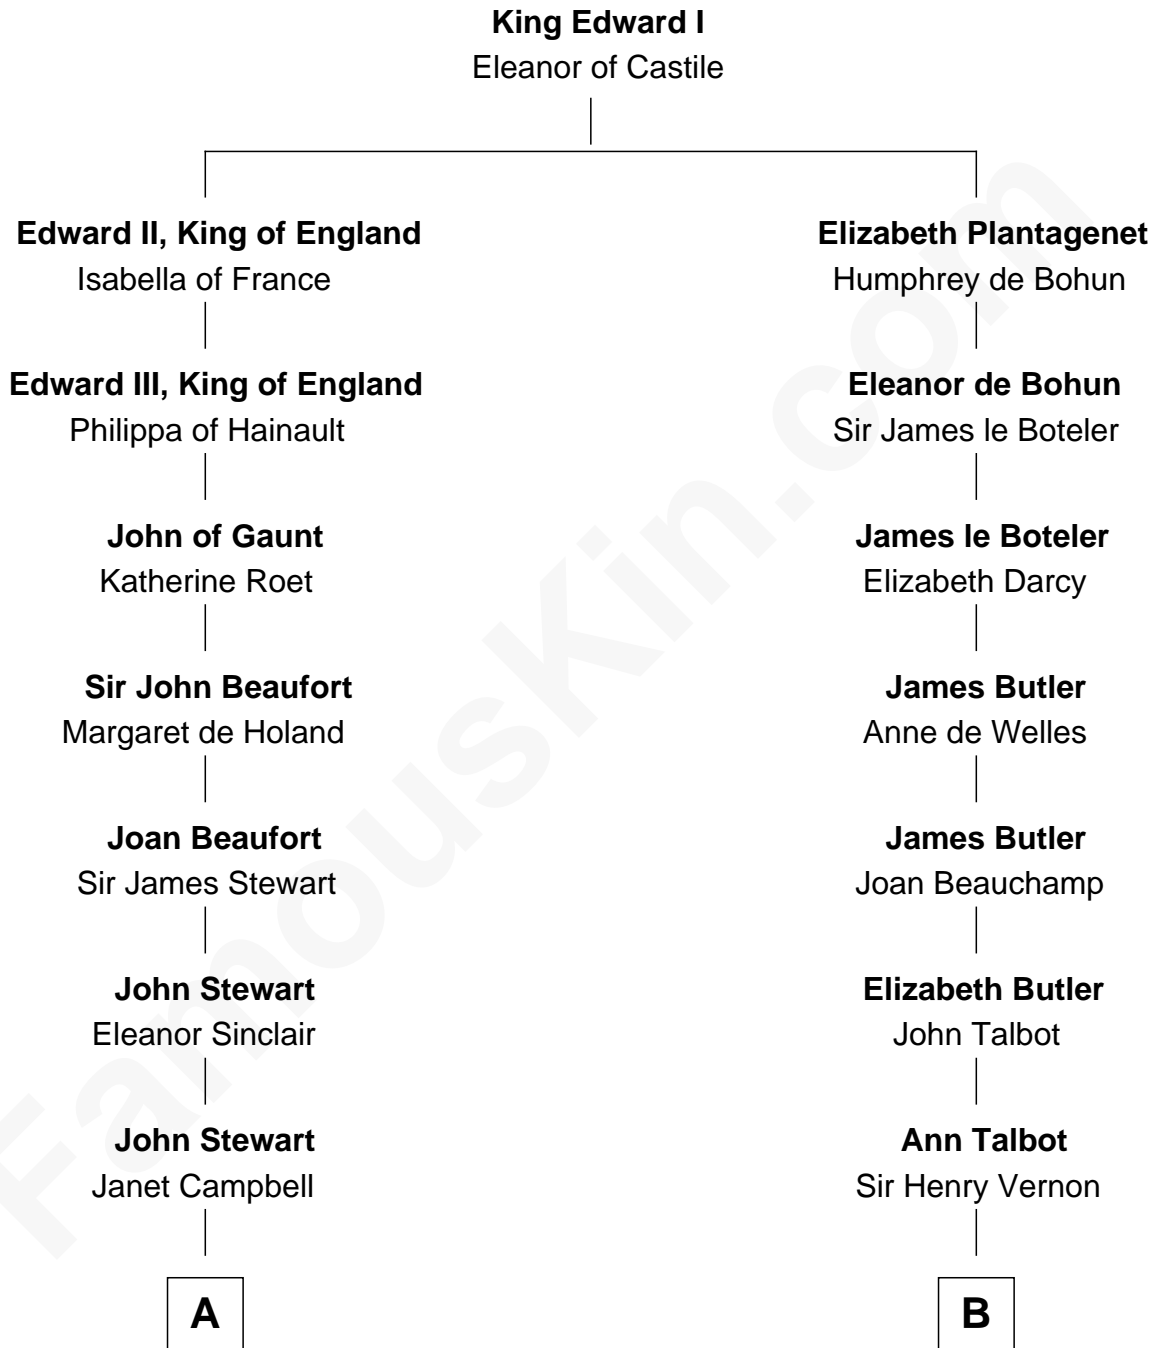 King Edward I
Eleanor of Castile
Edward II, King of England
Isabella of France
Elizabeth Plantagenet
Humphrey de Bohun
Edward III, King of England
Philippa of Hainault
Eleanor de Bohun
Sir James le Boteler
John of Gaunt
Katherine Roet
James le Boteler
Elizabeth Darcy
Sir John Beaufort
Margaret de Holand
James Butler
Anne de Welles
Joan Beaufort
Sir James Stewart
James Butler
Joan Beauchamp
John Stewart
Eleanor Sinclair
Elizabeth Butler
John Talbot
John Stewart
Janet Campbell
Ann Talbot
Sir Henry Vernon
A
B
FamousKin.com